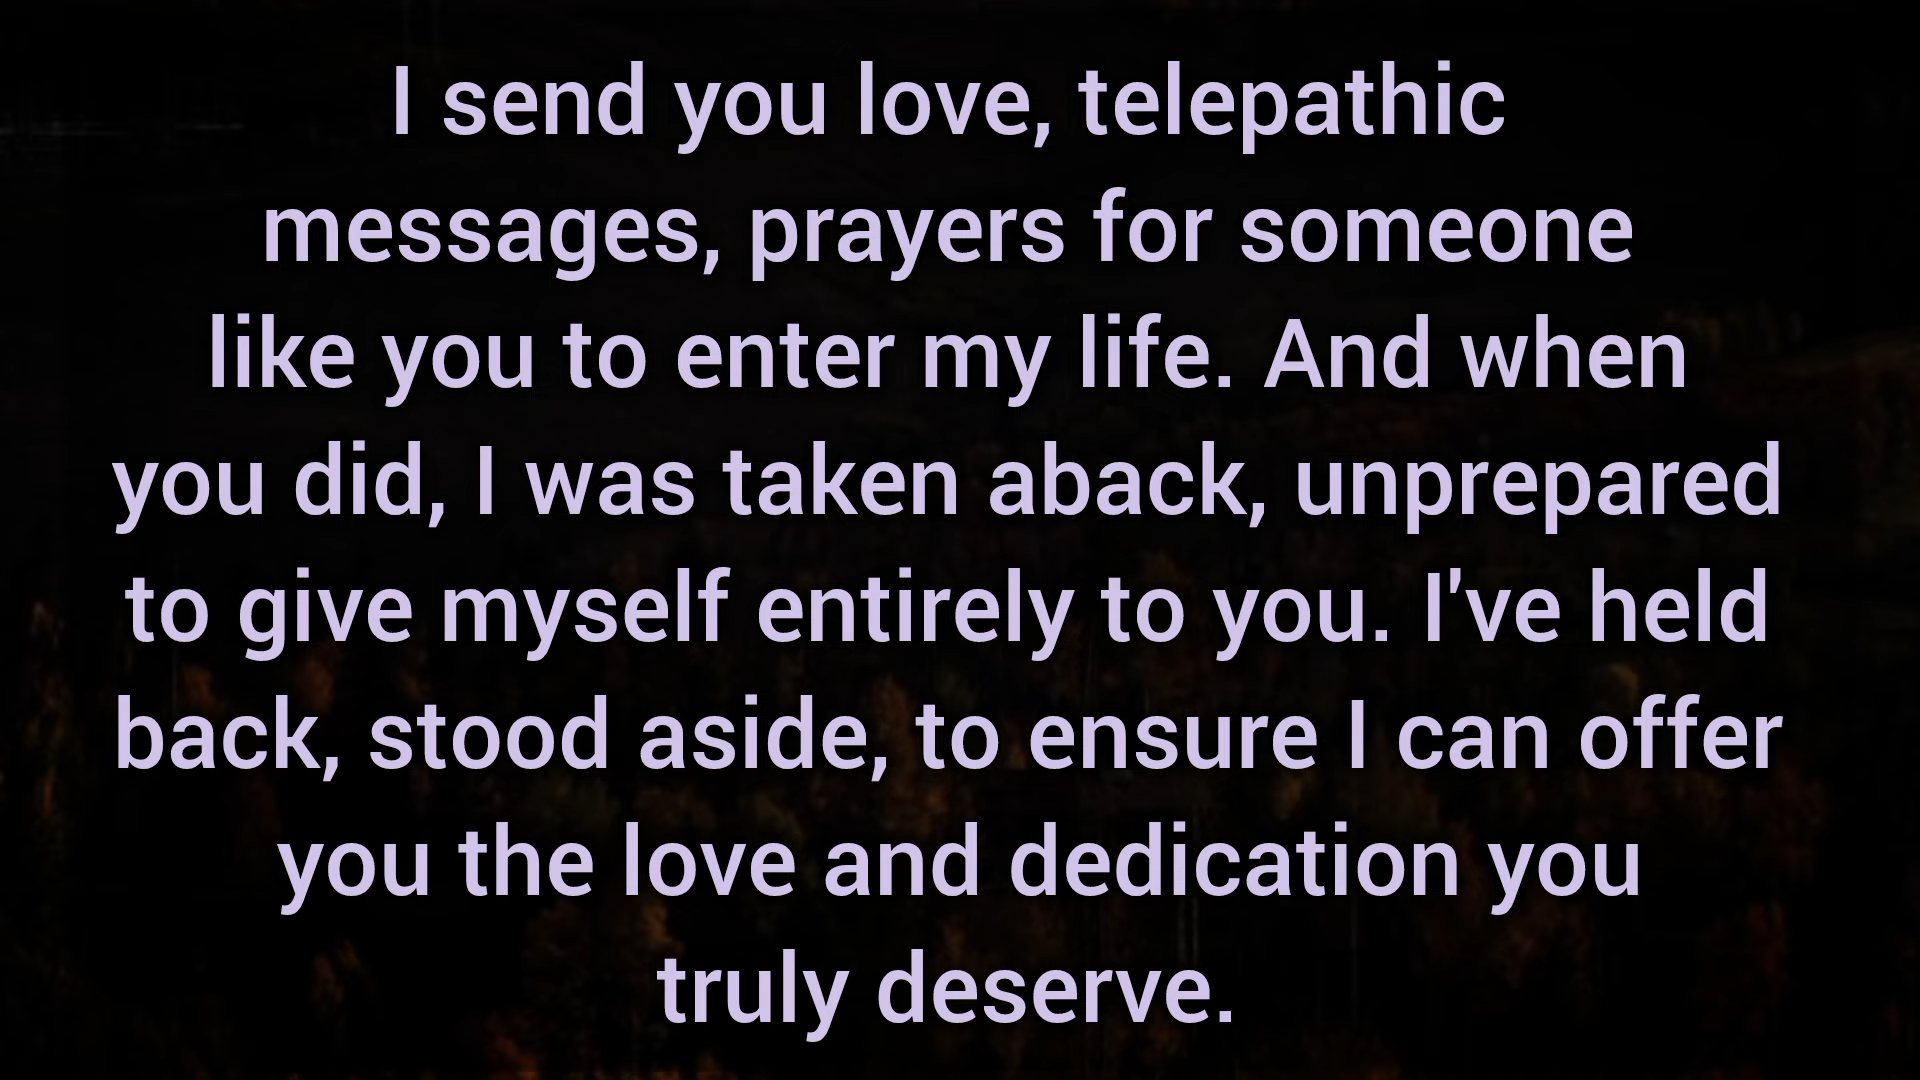 I send you love, telepathic
messages, prayers for someone
like you to enter my life. And when
you did, I was taken aback, unprepared
to give myself entirely to you. I've held
back, stood aside, to ensure I can offer
you the love and dedication you
truly deserve.